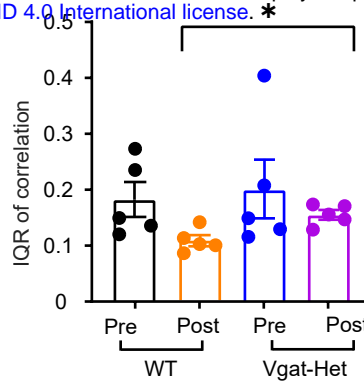 ND 4.0 International license. *
0.5
0.4
0.3
0.2
0.1
0
IQR of correlation
Pre Post Pre Post
WT Vgat-Het